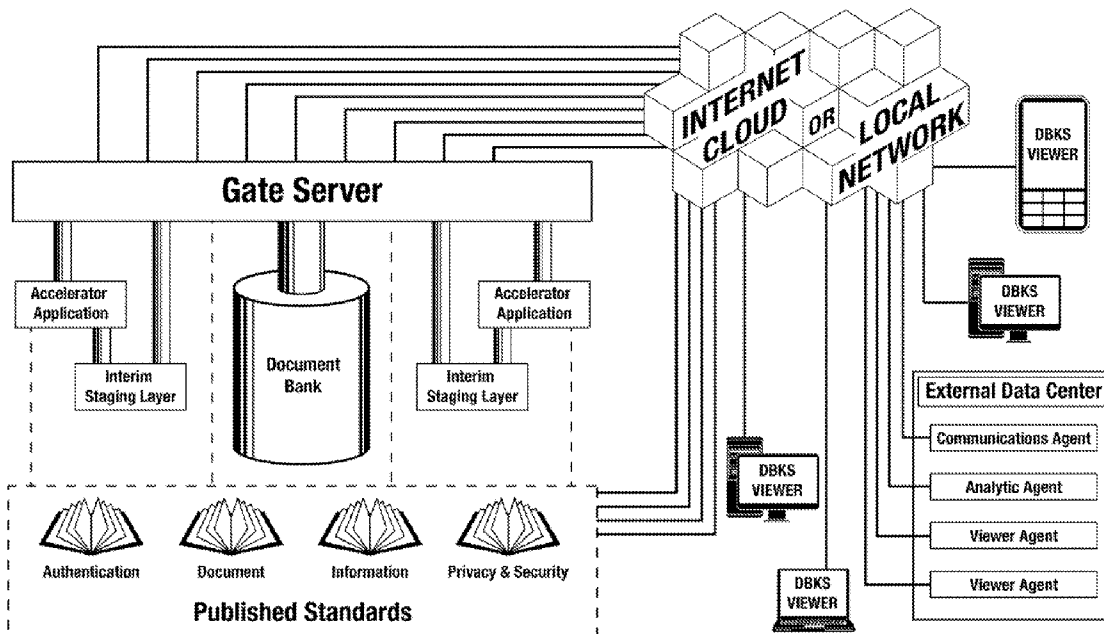 INTERNET
CLOUD
OR
LOCAL
NETWORK
DBKS
VIEWER
Gate Server
Accelerator
Application
Accelerator
Application
DBKS
VIEWER
Document
Bank
Interim
Staging Layer
Interim
Staging Layer
External Data Center
Communications Agent
DBKS
VIEWER
Analytic Agent
Viewer Agent
Viewer Agent
Authentication
Document
Information
Privacy & Security
DBKS
VIEWER
Published Standards